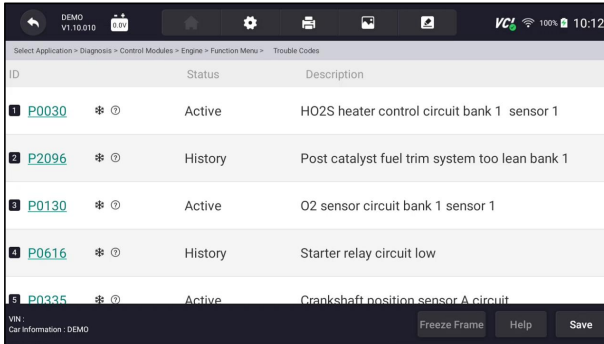 DEMO
V1.10.010
0.0V
VC!
100%
10:12
Select Application > Diagnosis > Control Modules > Engine > Function Menu > Trouble Codes
ID Status Description
1 P0030 Active HO2S heater control circuit bank 1 sensor 1
2 P2096 History Post catalyst fuel trim system too lean bank 1
3 P0130 Active O2 sensor circuit bank 1 sensor 1
4 P0616 History Starter relay circuit low
5 P0335 Active Crankshaft position sensor A circuit
VIN :
Car Information : DEMO
Freeze Frame Help Save